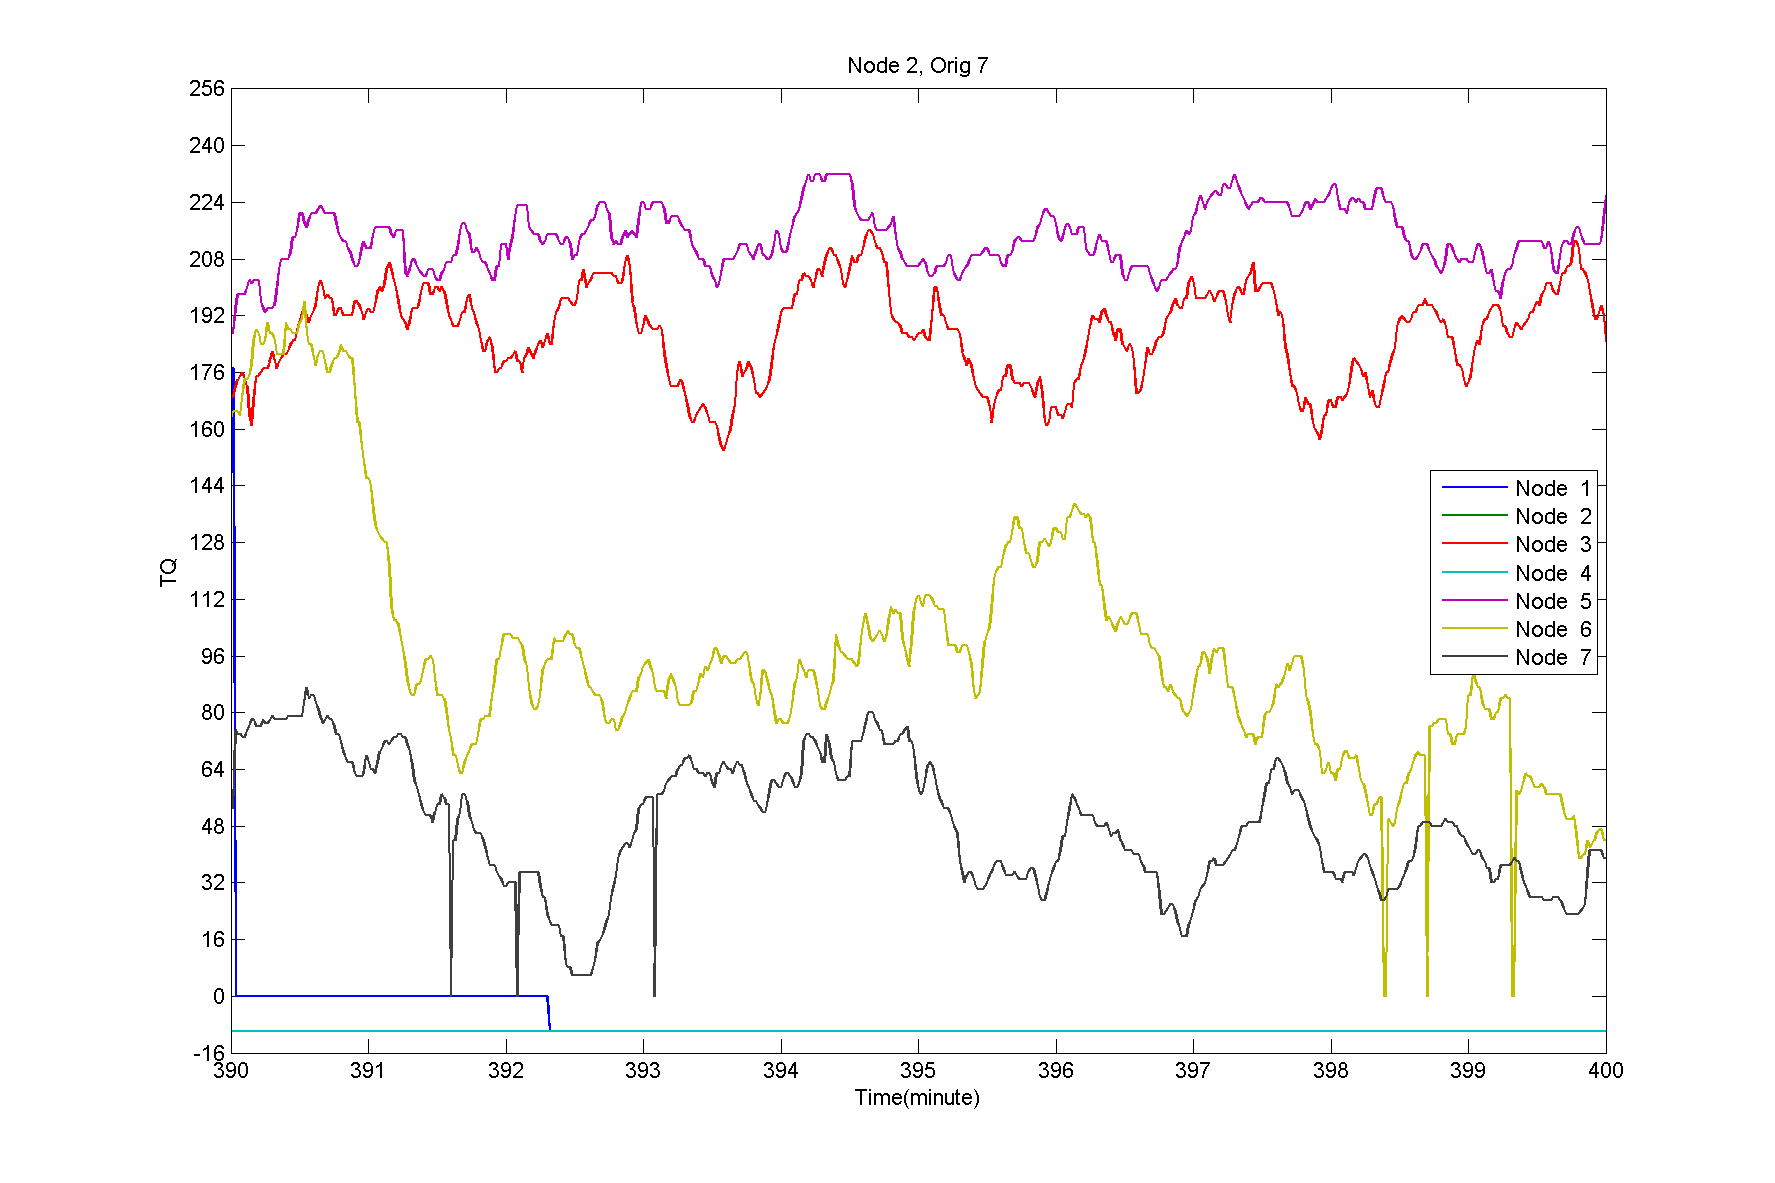 Node 2, Orig 7
256
240
224
208
192
176
160
144
128
112
96
80
64
48
32
16
0
-16
TQ
390 391 392 393 394 395 396 397 398 399 400
Time(minute)
Node 1
Node 2
Node 3
Node 4
Node 5
Node 6
Node 7